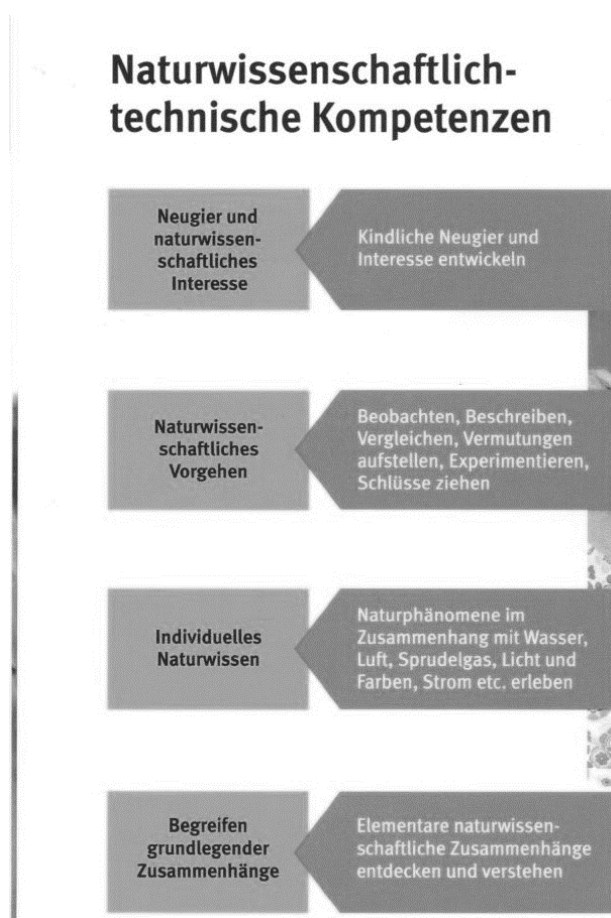 Naturwissenschaftlich-
technische Kompetenzen
Neugier und
naturwissen-
schaftliches
Interesse
Kindliche Neugier und
Interesse entwickeln
Naturwissen-
schaftliches
Vorgehen
Beobachten, Beschreiben,
Vergleichen, Vermutungen
aufstellen, Experimentieren,
Schlüsse ziehen
Individuelles
Naturwissen
Naturphänomene im
Zusammenhang mit Wasser,
Luft, Sprudelgas, Licht und
Farben, Strom etc. erleben
Begreifen
grundlegender
Zusammenhänge
Elementare naturwissen-
schaftliche Zusammenhänge
entdecken und verstehen